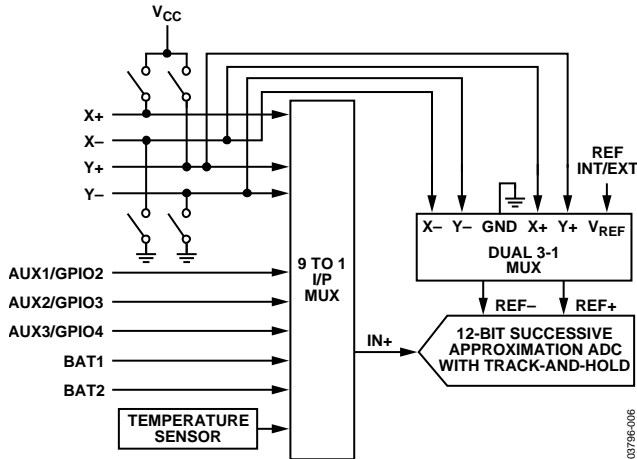 VCC
X+
X–
Y+
Y–
REF
INT/EXT
X– Y– GND X+ Y+ VREF
DUAL 3-1
MUX
AUX1/GPIO2
AUX2/GPIO3
AUX3/GPIO4
BAT1
BAT2
9 TO 1
I/P
MUX
REF– REF+
IN+
12-BIT SUCCESSIVE
APPROXIMATION ADC
WITH TRACK-AND-HOLD
TEMPERATURE
SENSOR
03796-006